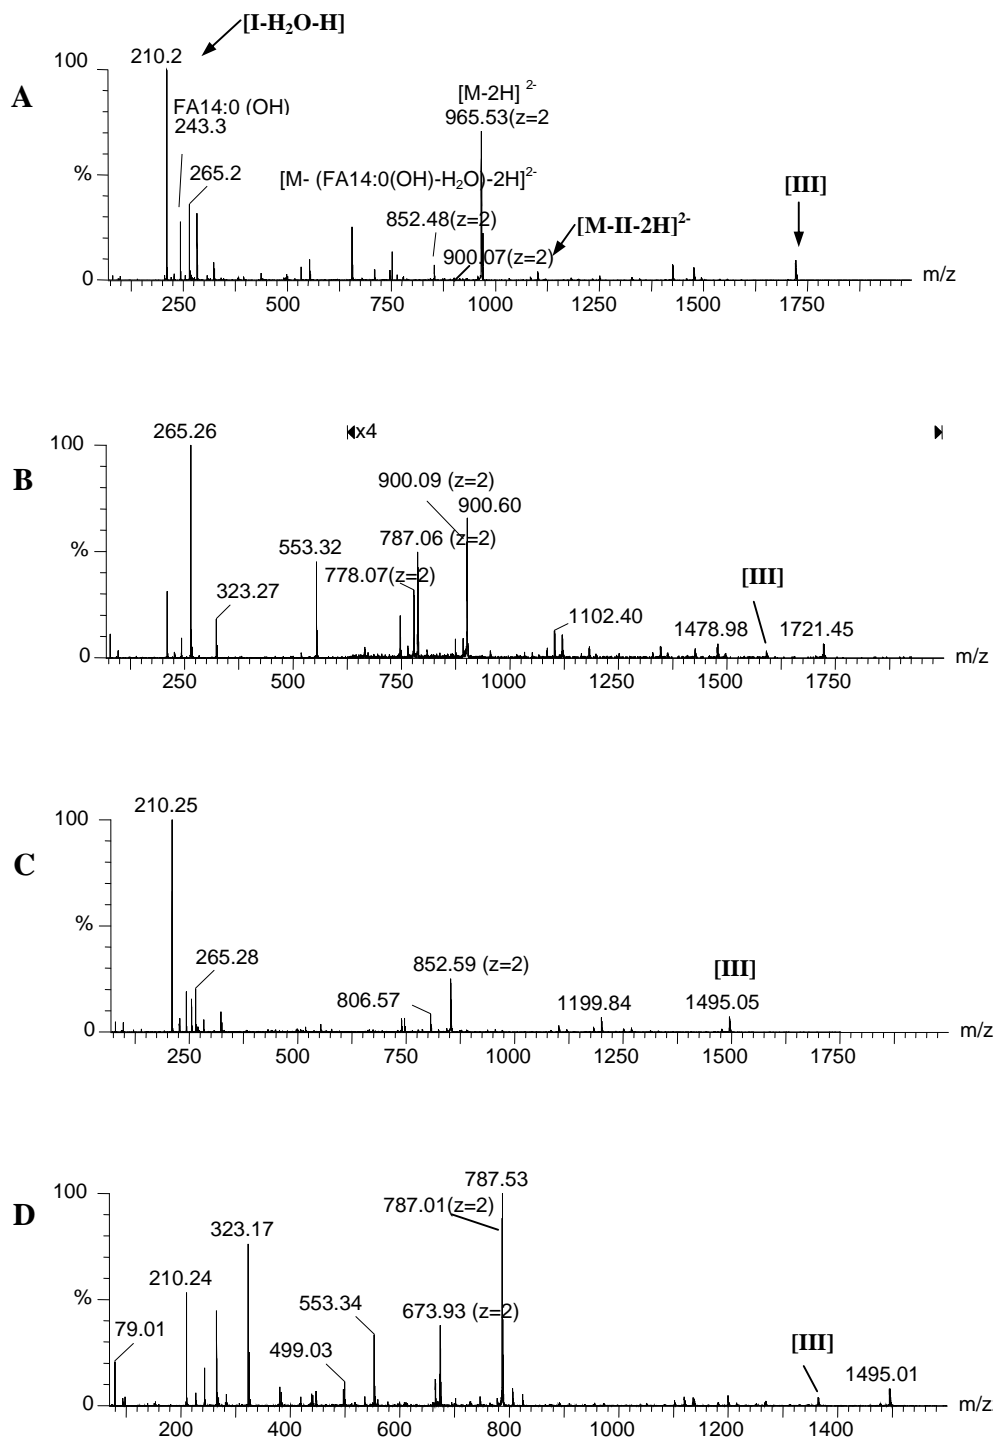 [I-H₂O-H]
A
100
210.2
FA14:0 (OH)
243.3
265.2
%
[M-2H] ²⁻
965.53(z=2
[M- (FA14:0(OH)-H₂O)-2H]²⁻
852.48(z=2)
900.07(z=2)
[M-II-2H]²⁻
[III]
0
m/z
250
500
750
1000
1250
1500
1750
B
100
265.26
x4
%
553.32
323.27
900.09 (z=2)
900.60
787.06 (z=2)
778.07(z=2)
1102.40
[III]
1478.98
1721.45
0
m/z
250
500
750
1000
1250
1500
1750
C
100
210.25
%
265.28
852.59 (z=2)
806.57
1199.84
[III]
1495.05
0
m/z
250
500
750
1000
1250
1500
1750
D
100
787.53
787.01(z=2)
323.17
210.24
%
79.01
553.34
499.03
673.93 (z=2)
[III]
1495.01
0
m/z
200
400
600
800
1000
1200
1400